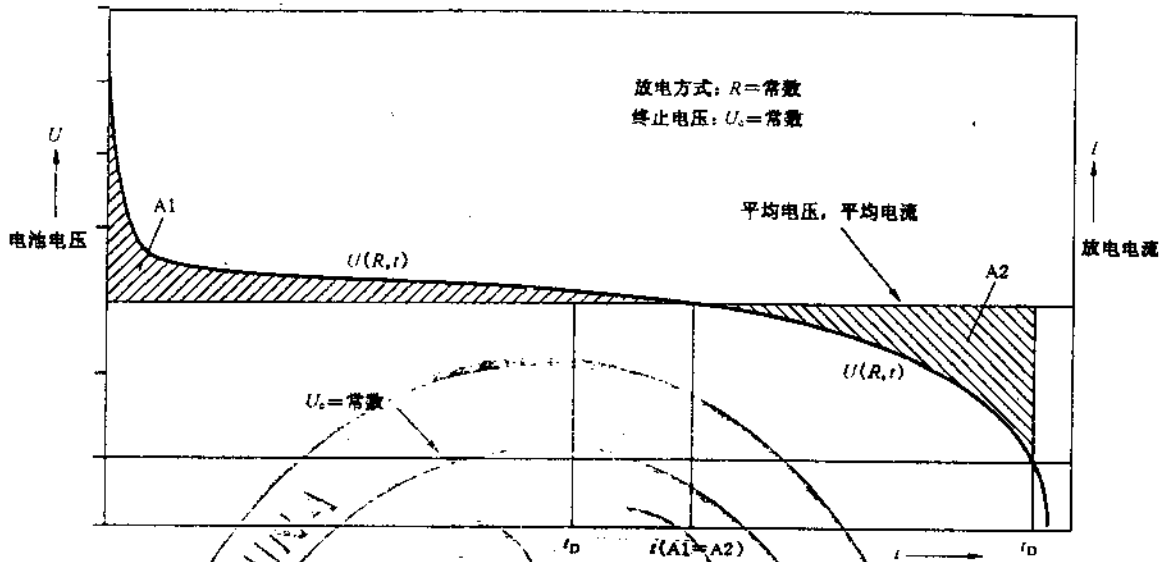 放电方式：R=常数
终止电压：Uₑ=常数
U
电池电压
A1
U(R,t)
平均电压，平均电流
I
放电电流
A2
U(R,t)
Uₑ=常数
t_D
t(A1=A2)
t
t_D